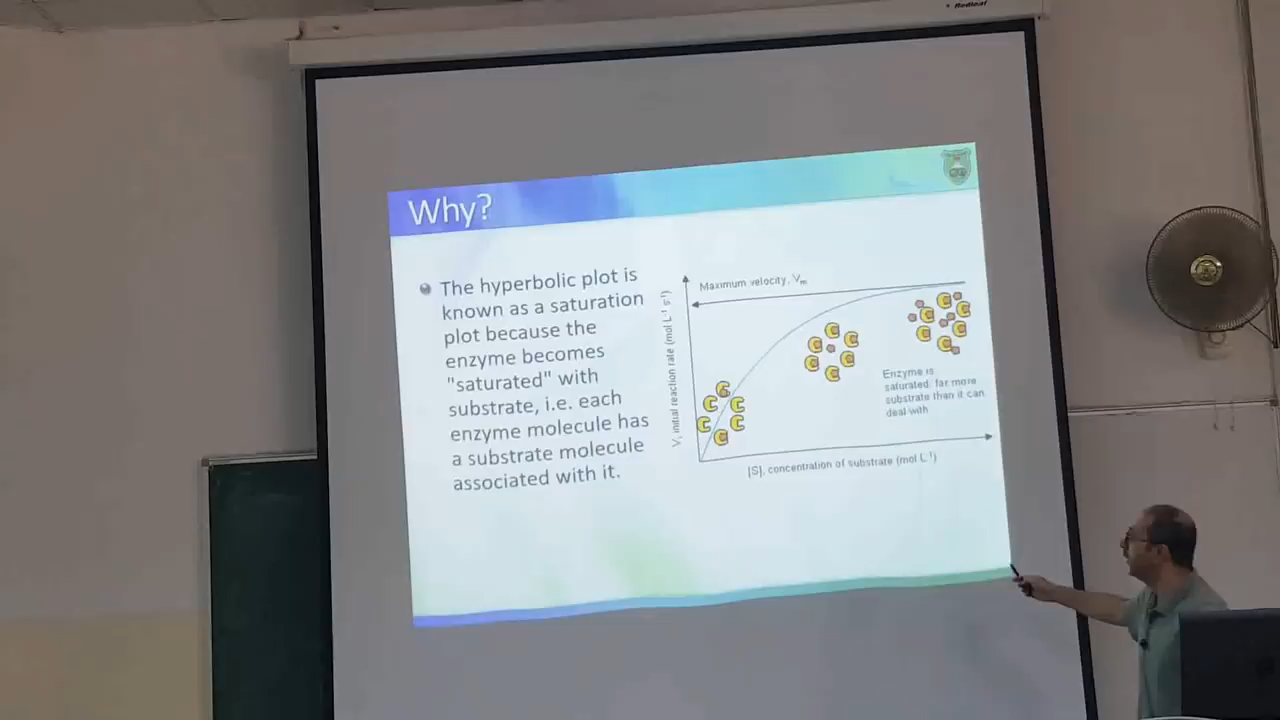 Redleaf
Why?
The hyperbolic plot is
known as a saturation
plot because the
enzyme becomes
"saturated" with
substrate, i.e. each
enzyme molecule has
a substrate molecule
associated with it.
Maximum velocity, Vm
V, initial reaction rate (mol L⁻¹ s⁻¹)
Enzyme is
saturated: far more
substrate than it can
deal with
[S], concentration of substrate (mol L⁻¹)